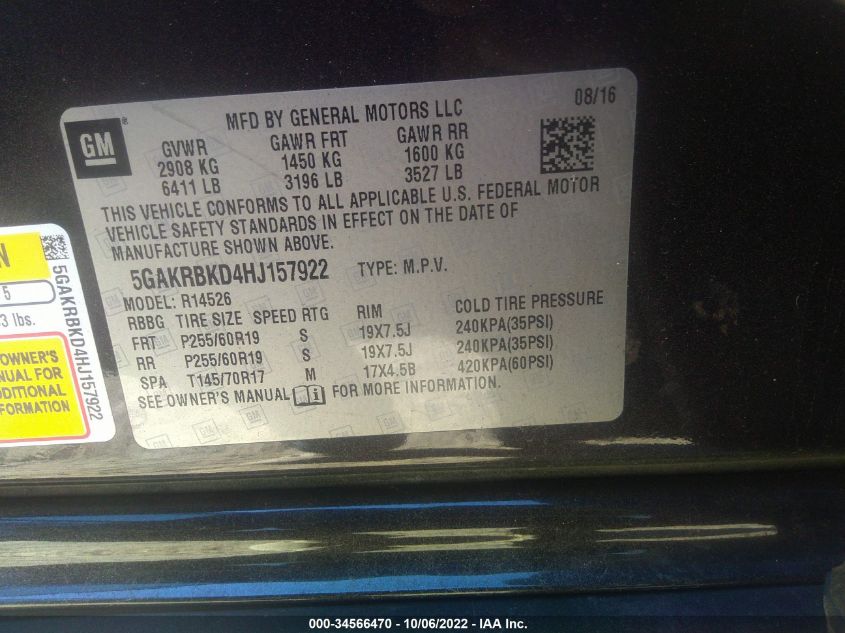 MFD BY GENERAL MOTORS LLC 08/16
GM
GVWR GAWR FRT GAWR RR
2908 KG 1450 KG 1600 KG
6411 LB 3196 LB 3527 LB
THIS VEHICLE CONFORMS TO ALL APPLICABLE U.S. FEDERAL MOTOR
VEHICLE SAFETY STANDARDS IN EFFECT ON THE DATE OF
MANUFACTURE SHOWN ABOVE.
5GAKRBKD4HJ157922 TYPE: M.P.V.
MODEL: R14526
RBBG TIRE SIZE SPEED RTG RIM COLD TIRE PRESSURE
FRT P255/60R19 S 19X7.5J 240KPA(35PSI)
RR P255/60R19 S 19X7.5J 240KPA(35PSI)
SPA T145/70R17 M 17X4.5B 420KPA(60PSI)
SEE OWNER'S MANUAL FOR MORE INFORMATION.
N
5
3 lbs.
OWNER'S
FOR
5GAKRBKD4HJ157922
000-34566470 - 10/06/2022 - IAA Inc.